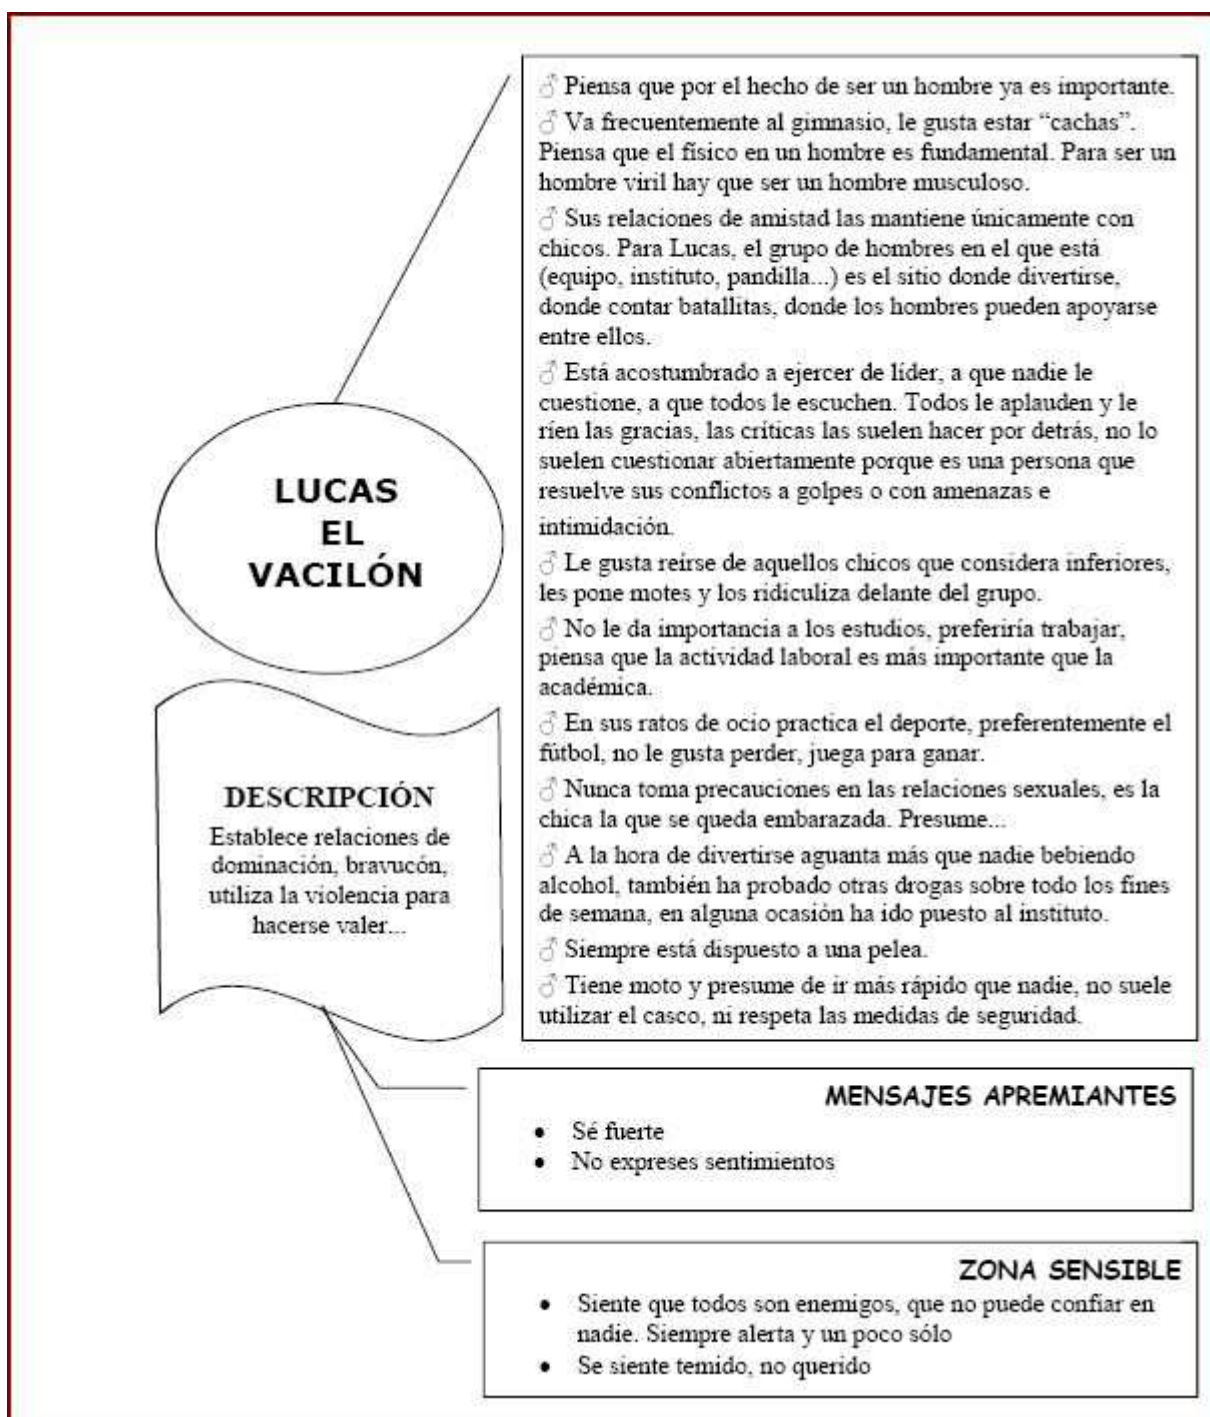 ♂ Piensa que por el hecho de ser un hombre ya es importante.
♂ Va frecuentemente al gimnasio, le gusta estar “cachas”.
Piensa que el físico en un hombre es fundamental. Para ser un
hombre viril hay que ser un hombre musculoso.
♂ Sus relaciones de amistad las mantiene únicamente con
chicos. Para Lucas, el grupo de hombres en el que está
(equipo, instituto, pandilla...) es el sitio donde divertirse,
donde contar batallitas, donde los hombres pueden apoyarse
entre ellos.
♂ Está acostumbrado a ejercer de líder, a que nadie le
cuestione, a que todos le escuchen. Todos le aplauden y le
ríen las gracias, las críticas las suelen hacer por detrás, no lo
suelen cuestionar abiertamente porque es una persona que
resuelve sus conflictos a golpes o con amenazas e
intimidación.
♂ Le gusta reírse de aquellos chicos que considera inferiores,
les pone motes y los ridiculiza delante del grupo.
♂ No le da importancia a los estudios, preferiría trabajar,
piensa que la actividad laboral es más importante que la
académica.
♂ En sus ratos de ocio practica el deporte, preferentemente el
fútbol, no le gusta perder, juega para ganar.
♂ Nunca toma precauciones en las relaciones sexuales, es la
chica la que se queda embarazada. Presume...
♂ A la hora de divertirse aguanta más que nadie bebiendo
alcohol, también ha probado otras drogas sobre todo los fines
de semana, en alguna ocasión ha ido puesto al instituto.
♂ Siempre está dispuesto a una pelea.
♂ Tiene moto y presume de ir más rápido que nadie, no suele
utilizar el casco, ni respeta las medidas de seguridad.
LUCAS
EL
VACILÓN
DESCRIPCIÓN
Establece relaciones de
dominación, bravucón,
utiliza la violencia para
hacerse valer...
MENSAJES APREMIANTES
• Sé fuerte
• No expreses sentimientos
ZONA SENSIBLE
• Siente que todos son enemigos, que no puede confiar en
nadie. Siempre alerta y un poco sólo
• Se siente temido, no querido